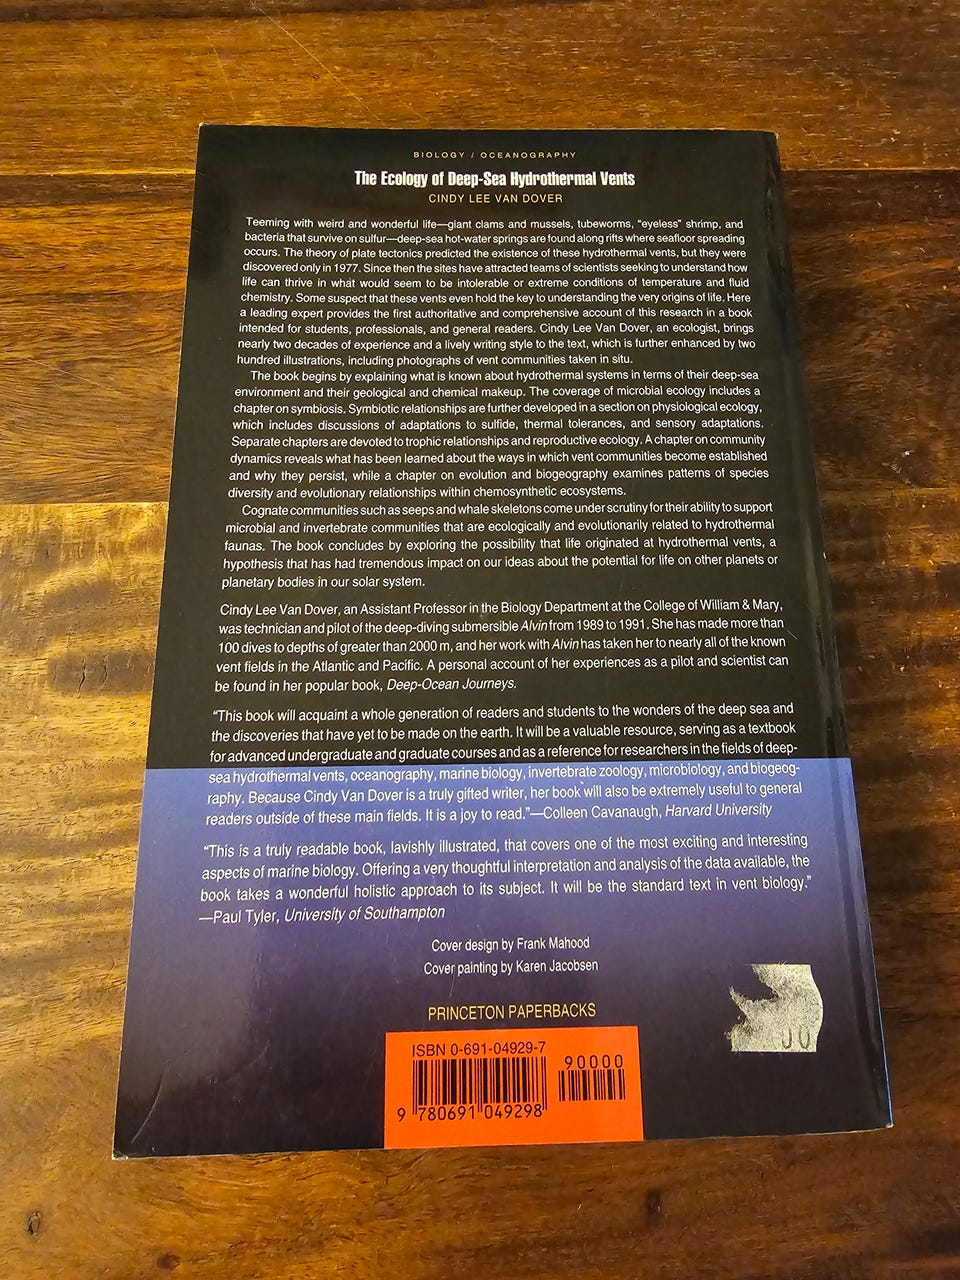 BIOLOGY / OCEANOGRAPHY
The Ecology of Deep-Sea Hydrothermal Vents
CINDY LEE VAN DOVER
Teeming with weird and wonderful life—giant clams and mussels, tubeworms, "eyeless" shrimp, and
bacteria that survive on sulfur—deep-sea hot-water springs are found along rifts where seafloor spreading
occurs. The theory of plate tectonics predicted the existence of these hydrothermal vents, but they were
discovered only in 1977. Since then the sites have attracted teams of scientists seeking to understand how
life can thrive in what would seem to be intolerable or extreme conditions of temperature and fluid
chemistry. Some suspect that these vents even hold the key to understanding the very origins of life. Here
a leading expert provides the first authoritative and comprehensive account of this research in a book
intended for students, professionals, and general readers. Cindy Lee Van Dover, an ecologist, brings
nearly two decades of experience and a lively writing style to the text, which is further enhanced by two
hundred illustrations, including photographs of vent communities taken in situ.
The book begins by explaining what is known about hydrothermal systems in terms of their deep-sea
environment and their geological and chemical makeup. The coverage of microbial ecology includes a
chapter on symbiosis. Symbiotic relationships are further developed in a section on physiological ecology,
which includes discussions of adaptations to sulfide, thermal tolerances, and sensory adaptations.
Separate chapters are devoted to trophic relationships and reproductive ecology. A chapter on community
dynamics reveals what has been learned about the ways in which vent communities become established
and why they persist, while a chapter on evolution and biogeography examines patterns of species
diversity and evolutionary relationships within chemosynthetic ecosystems.
Cognate communities such as seeps and whale skeletons come under scrutiny for their ability to support
microbial and invertebrate communities that are ecologically and evolutionarily related to hydrothermal
faunas. The book concludes by exploring the possibility that life originated at hydrothermal vents, a
hypothesis that has had tremendous impact on our ideas about the potential for life on other planets or
planetary bodies in our solar system.
Cindy Lee Van Dover, an Assistant Professor in the Biology Department at the College of William & Mary,
was technician and pilot of the deep-diving submersible Alvin from 1989 to 1991. She has made more than
100 dives to depths of greater than 2000 m, and her work with Alvin has taken her to nearly all of the known
vent fields in the Atlantic and Pacific. A personal account of her experiences as a pilot and scientist can
be found in her popular book, Deep-Ocean Journeys.
"This book will acquaint a whole generation of readers and students to the wonders of the deep sea and
the discoveries that have yet to be made on the earth. It will be a valuable resource, serving as a textbook
for advanced undergraduate and graduate courses and as a reference for researchers in the fields of deep-
sea hydrothermal vents, oceanography, marine biology, invertebrate zoology, microbiology, and biogeog-
raphy. Because Cindy Van Dover is a truly gifted writer, her book will also be extremely useful to general
readers outside of these main fields. It is a joy to read."—Colleen Cavanaugh, Harvard University
"This is a truly readable book, lavishly illustrated, that covers one of the most exciting and interesting
aspects of marine biology. Offering a very thoughtful interpretation and analysis of the data available, the
book takes a wonderful holistic approach to its subject. It will be the standard text in vent biology."
—Paul Tyler, University of Southampton
Cover design by Frank Mahood
Cover painting by Karen Jacobsen
PRINCETON PAPERBACKS
ISBN 0-691-04929-7
90000
9 780691 049298